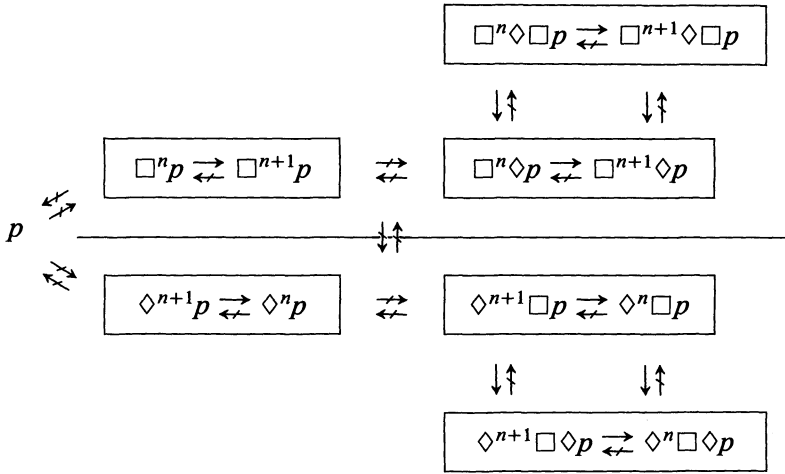 □ⁿ◇□p →↚ □ⁿ⁺¹◇□p
↓⇞ ↓⇞
□ⁿp →↚ □ⁿ⁺¹p ↛↚ □ⁿ◇p →↚ □ⁿ⁺¹◇p
p
⇟⇞
◇ⁿ⁺¹p →↚ ◇ⁿp ↛↚ ◇ⁿ⁺¹□p →↚ ◇ⁿ□p
↓⇞ ↓⇞
◇ⁿ⁺¹□◇p →↚ ◇ⁿ□◇p